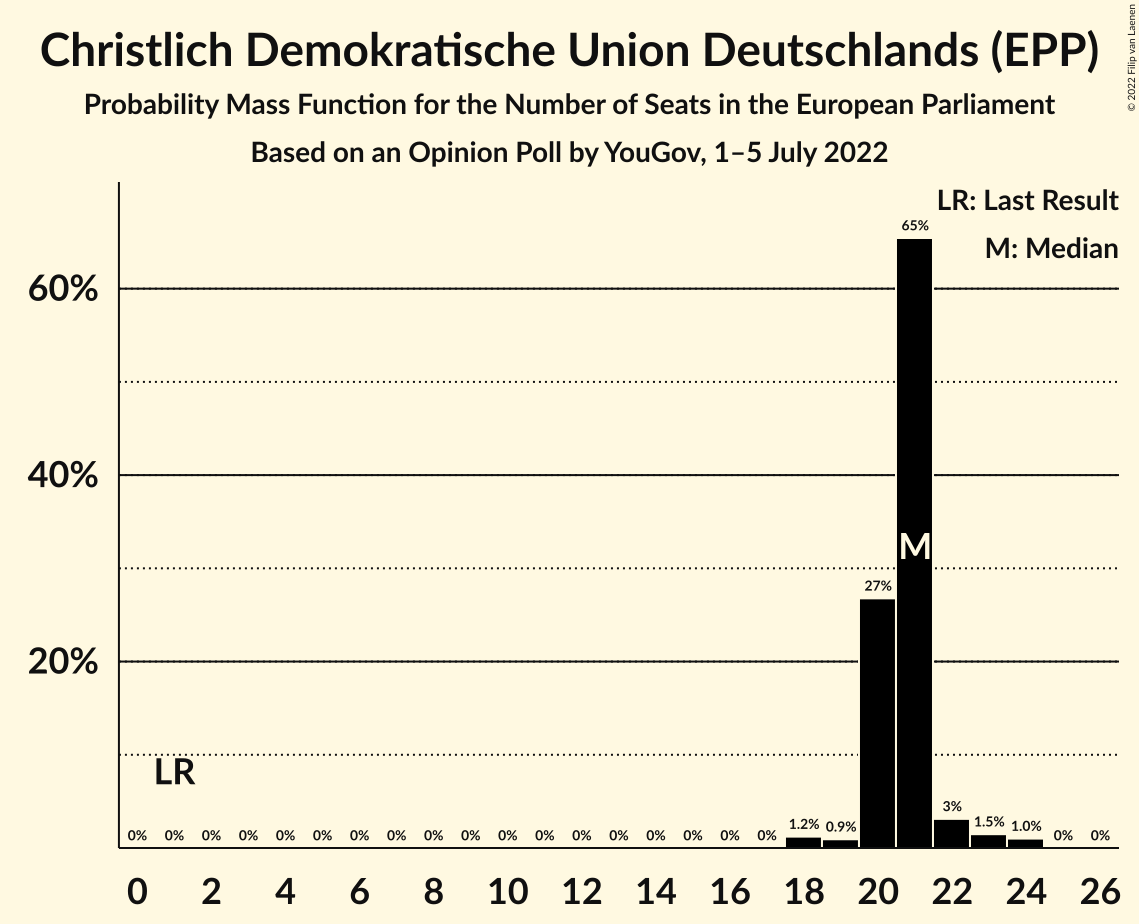 Christlich Demokratische Union Deutschlands (EPP)
Probability Mass Function for the Number of Seats in the European Parliament
Based on an Opinion Poll by YouGov, 1–5 July 2022
© 2022 Filip van Laenen
LR: Last Result
M: Median
65%
60%
40%
M
27%
20%
LR
0% 0% 0% 0% 0% 0% 0% 0% 0% 0% 0% 0% 0% 0% 0% 0% 0% 0% 1.2% 0.9% 3% 1.5% 1.0% 0% 0%
0 2 4 6 8 10 12 14 16 18 20 22 24 26